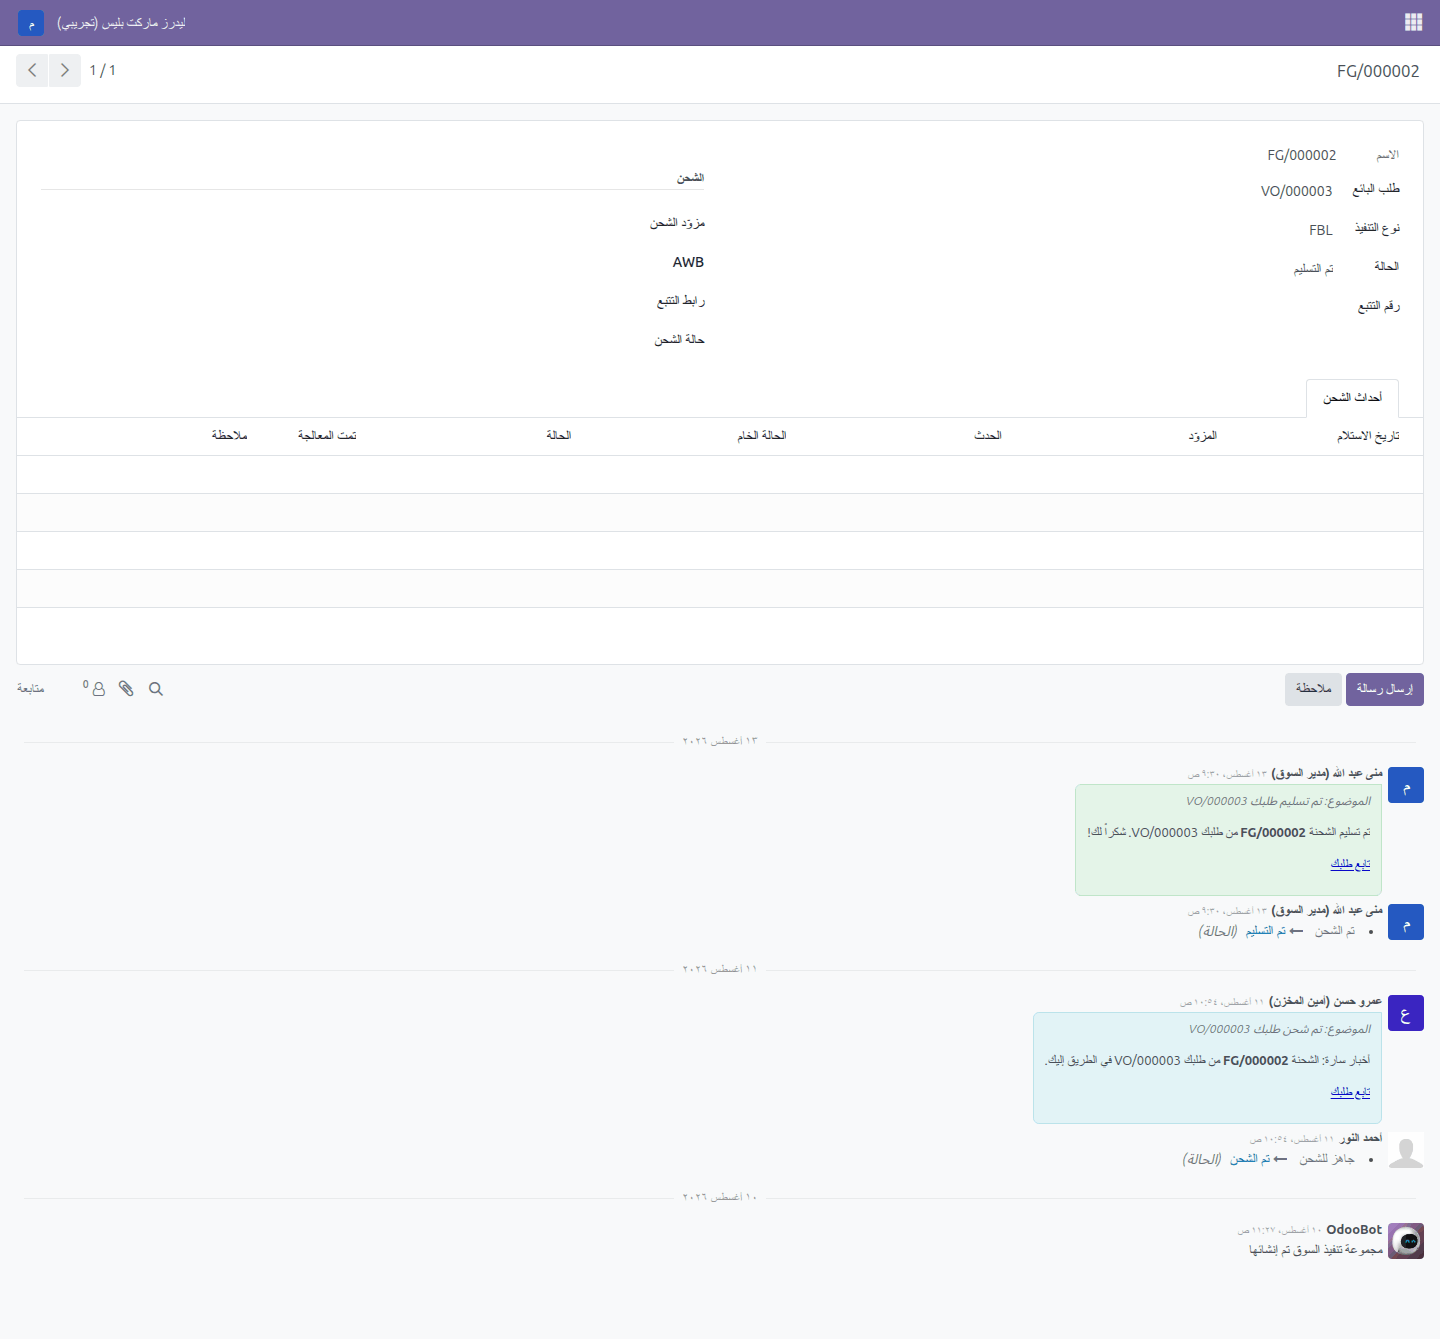 ليدرز ماركت بليس (تجريبي)
م
FG/000002
1 / 1
الاسم
FG/000002
طلب البائع
VO/000003
نوع التنفيذ
FBL
الحالة
تم التسليم
رقم التتبع
الشحن
مزوّد الشحن
AWB
رابط التتبع
حالة الشحن
أحداث الشحن
تاريخ الاستلام المزوّد الحدث الحالة الخام الحالة تمت المعالجة ملاحظة
إرسال رسالة
ملاحظة
0
متابعة
١٣ أغسطس ٢٠٢٦
م
منى عبد الله (مدير السوق) ١٣ أغسطس، ٩:٣٠ ص
الموضوع: تم تسليم طلبك VO/000003
تم تسليم الشحنة FG/000002 من طلبك VO/000003. شكراً لك!
تابع طلبك
م
منى عبد الله (مدير السوق) ١٣ أغسطس، ٩:٣٠ ص
تم الشحن تم التسليم (الحالة)
١١ أغسطس ٢٠٢٦
ع
عمرو حسن (أمين المخزن) ١١ أغسطس، ١٠:٥٤ ص
الموضوع: تم شحن طلبك VO/000003
أخبار سارة: الشحنة FG/000002 من طلبك VO/000003 في الطريق إليك.
تابع طلبك
أحمد النور ١١ أغسطس، ١٠:٥٤ ص
جاهز للشحن تم الشحن (الحالة)
١٠ أغسطس ٢٠٢٦
OdooBot ١٠ أغسطس، ١١:٢٧ ص
مجموعة تنفيذ السوق تم إنشائها